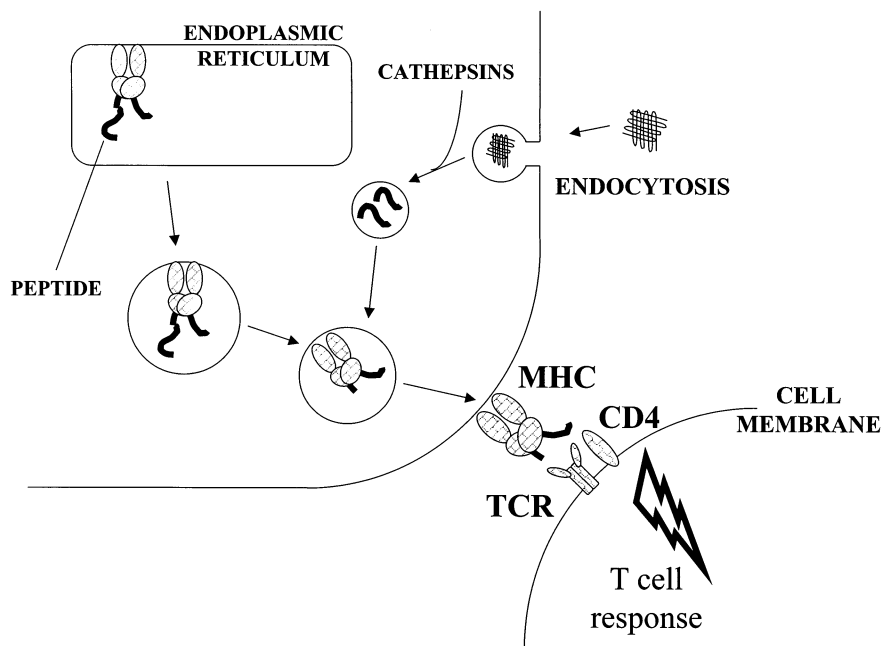 ENDOPLASMIC
RETICULUM
CATHEPSINS
ENDOCYTOSIS
PEPTIDE
MHC
CD4
CELL
MEMBRANE
TCR
T cell
response